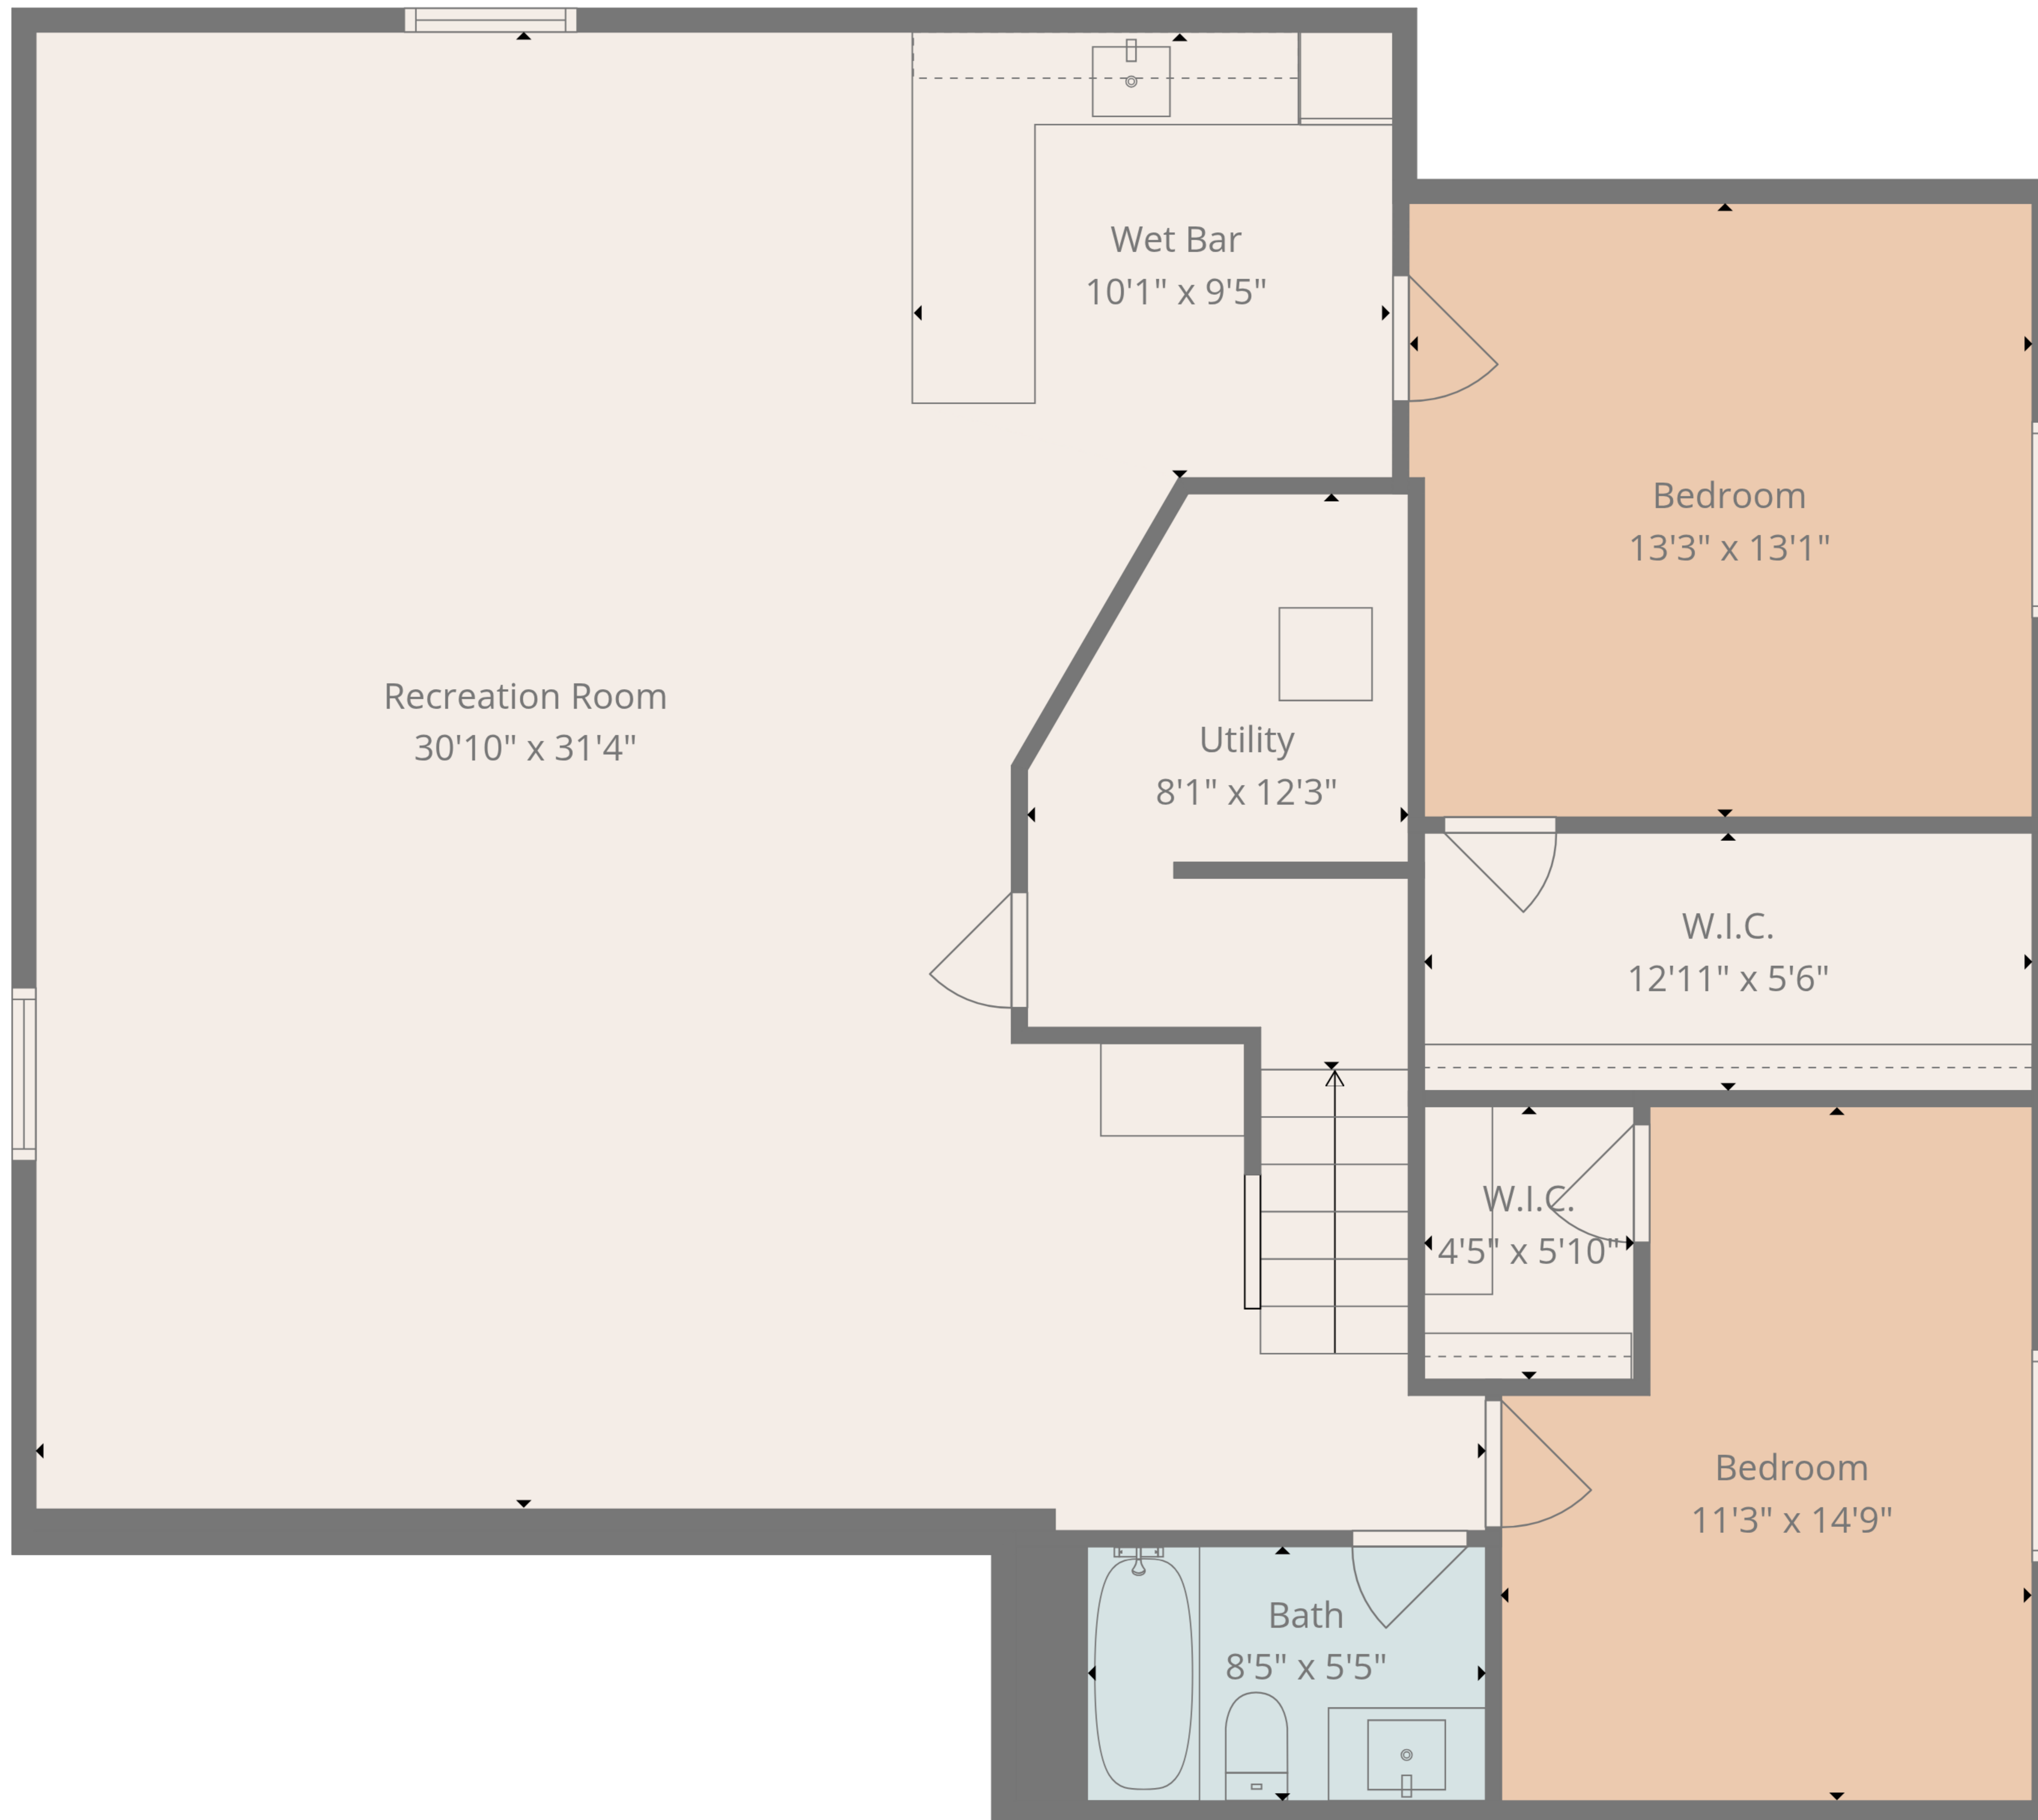 Wet Bar
10'1" x 9'5"
Bedroom
13'3" x 13'1"
Recreation Room
30'10" x 31'4"
Utility
8'1" x 12'3"
W.I.C.
12'11" x 5'6"
W.I.C.
4'5" x 5'10"
Bedroom
11'3" x 14'9"
Bath
8'5" x 5'5"